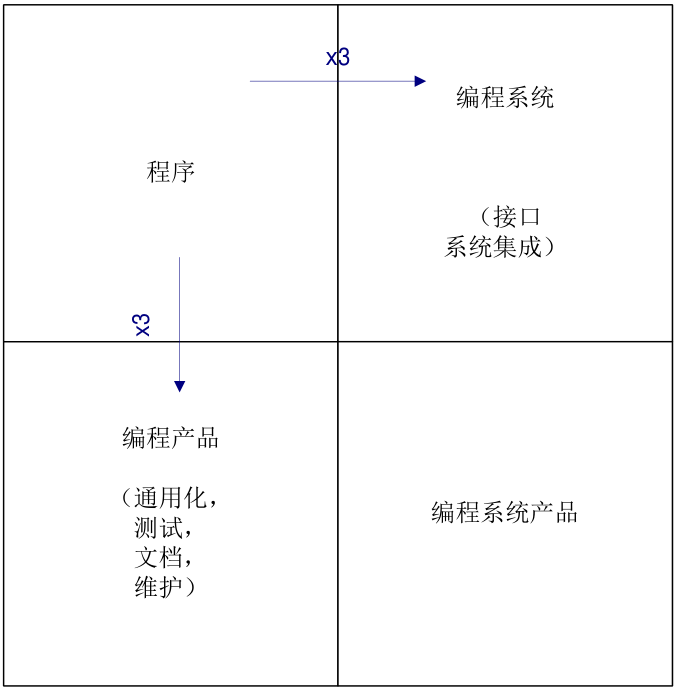 x3
编程系统
程序
（接口
系统集成）
x3
编程产品
（通用化，
测试，
文档，
维护）
编程系统产品